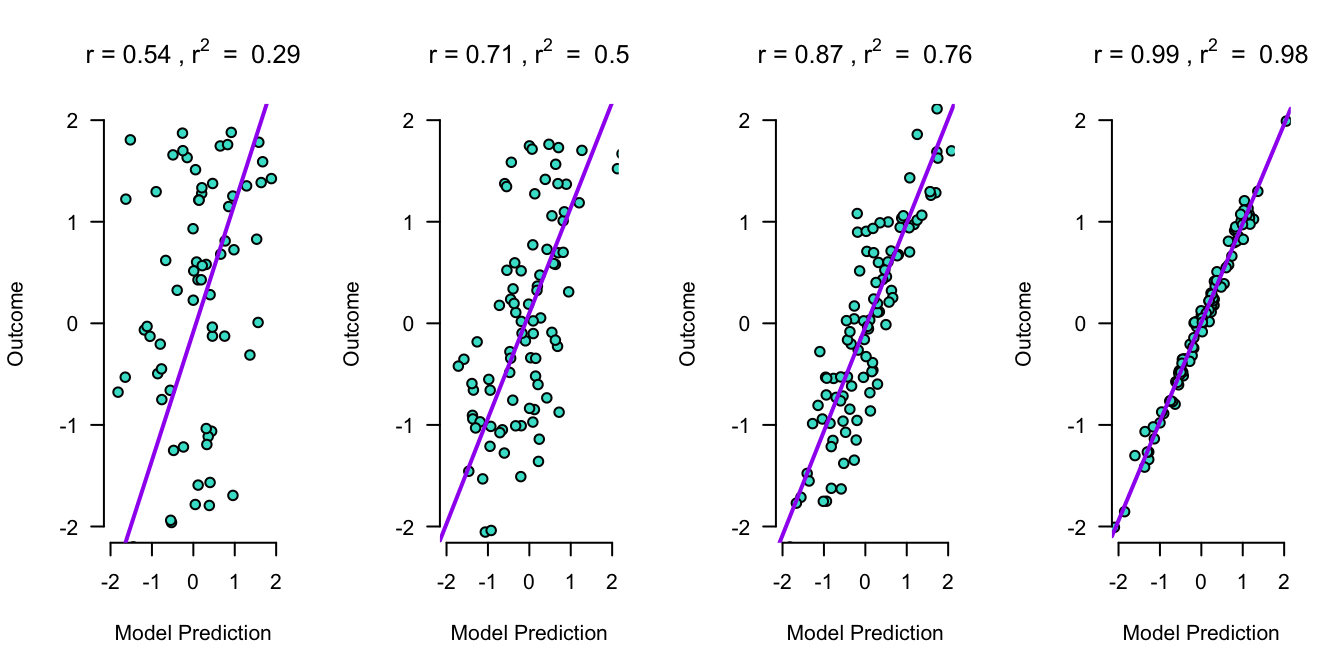 r = 0.54 , r² = 0.29
2
1
0
-1
-2
Outcome
-2 -1 0 1 2
Model Prediction
r = 0.71 , r² = 0.5
2
1
0
-1
-2
Outcome
-2 -1 0 1 2
Model Prediction
r = 0.87 , r² = 0.76
2
1
0
-1
-2
Outcome
-2 -1 0 1 2
Model Prediction
r = 0.99 , r² = 0.98
2
1
0
-1
-2
Outcome
-2 -1 0 1 2
Model Prediction